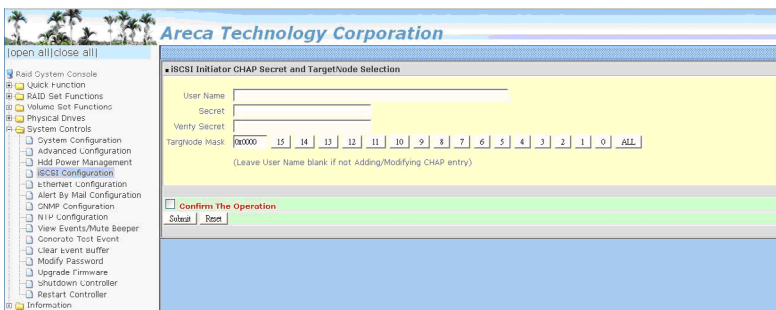 Areca Technology Corporation
|open all|close all|
Raid System Console
Quick Function
RAID Set Functions
Volume Set Functions
Physical Drives
System Controls
System Configuration
Advanced Configuration
Hdd Power Management
iSCSI Configuration
EtherNet Configuration
Alert By Mail Configuration
SNMP Configuration
NTP Configuration
View Events/Mute Beeper
Generate Test Event
Clear Event Buffer
Modify Password
Upgrade Firmware
Shutdown Controller
Restart Controller
Information
iSCSI Initiator CHAP Secret and TargetNode Selection
User Name
Secret
Verify Secret
TargNode Mask 0x0000 15 14 13 12 11 10 9 8 7 6 5 4 3 2 1 0 ALL
(Leave User Name blank if not Adding/Modifying CHAP entry)
Confirm The Operation
Submit Reset